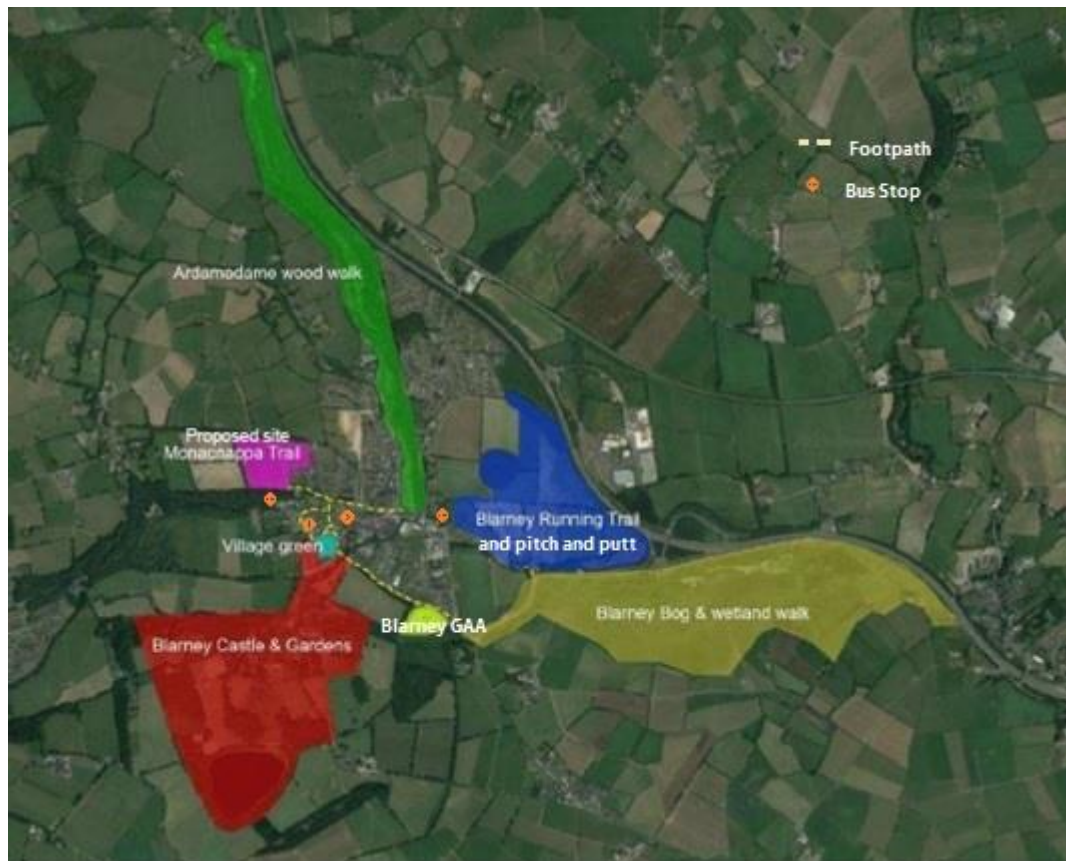 Footpath
Bus Stop
Ardamadame wood walk
Proposed site
Monacnappa Trail
Blarney Running Trail
and pitch and putt
Village green
Blarney Bog & wetland walk
Blarney GAA
Blarney Castle & Gardens